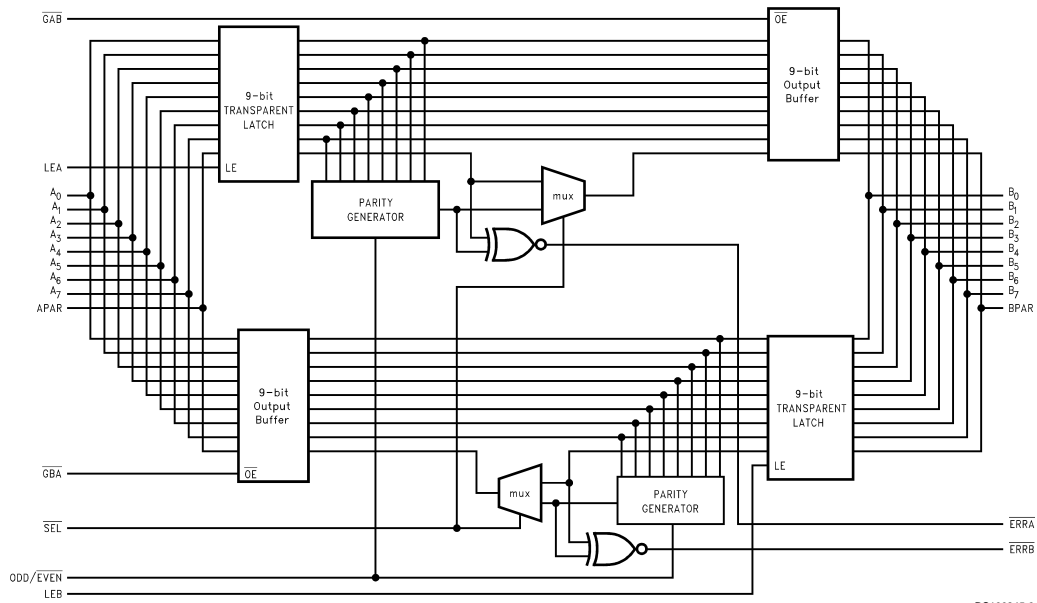 GAB
OE
9-bit
TRANSPARENT
LATCH
LE
9-bit
Output
Buffer
LEA
A0
A1
A2
A3
A4
A5
A6
A7
APAR
PARITY
GENERATOR
mux
B0
B1
B2
B3
B4
B5
B6
B7
BPAR
9-bit
Output
Buffer
OE
9-bit
TRANSPARENT
LATCH
LE
GBA
mux
PARITY
GENERATOR
SEL
ERRA
ERRB
ODD/EVEN
LEB